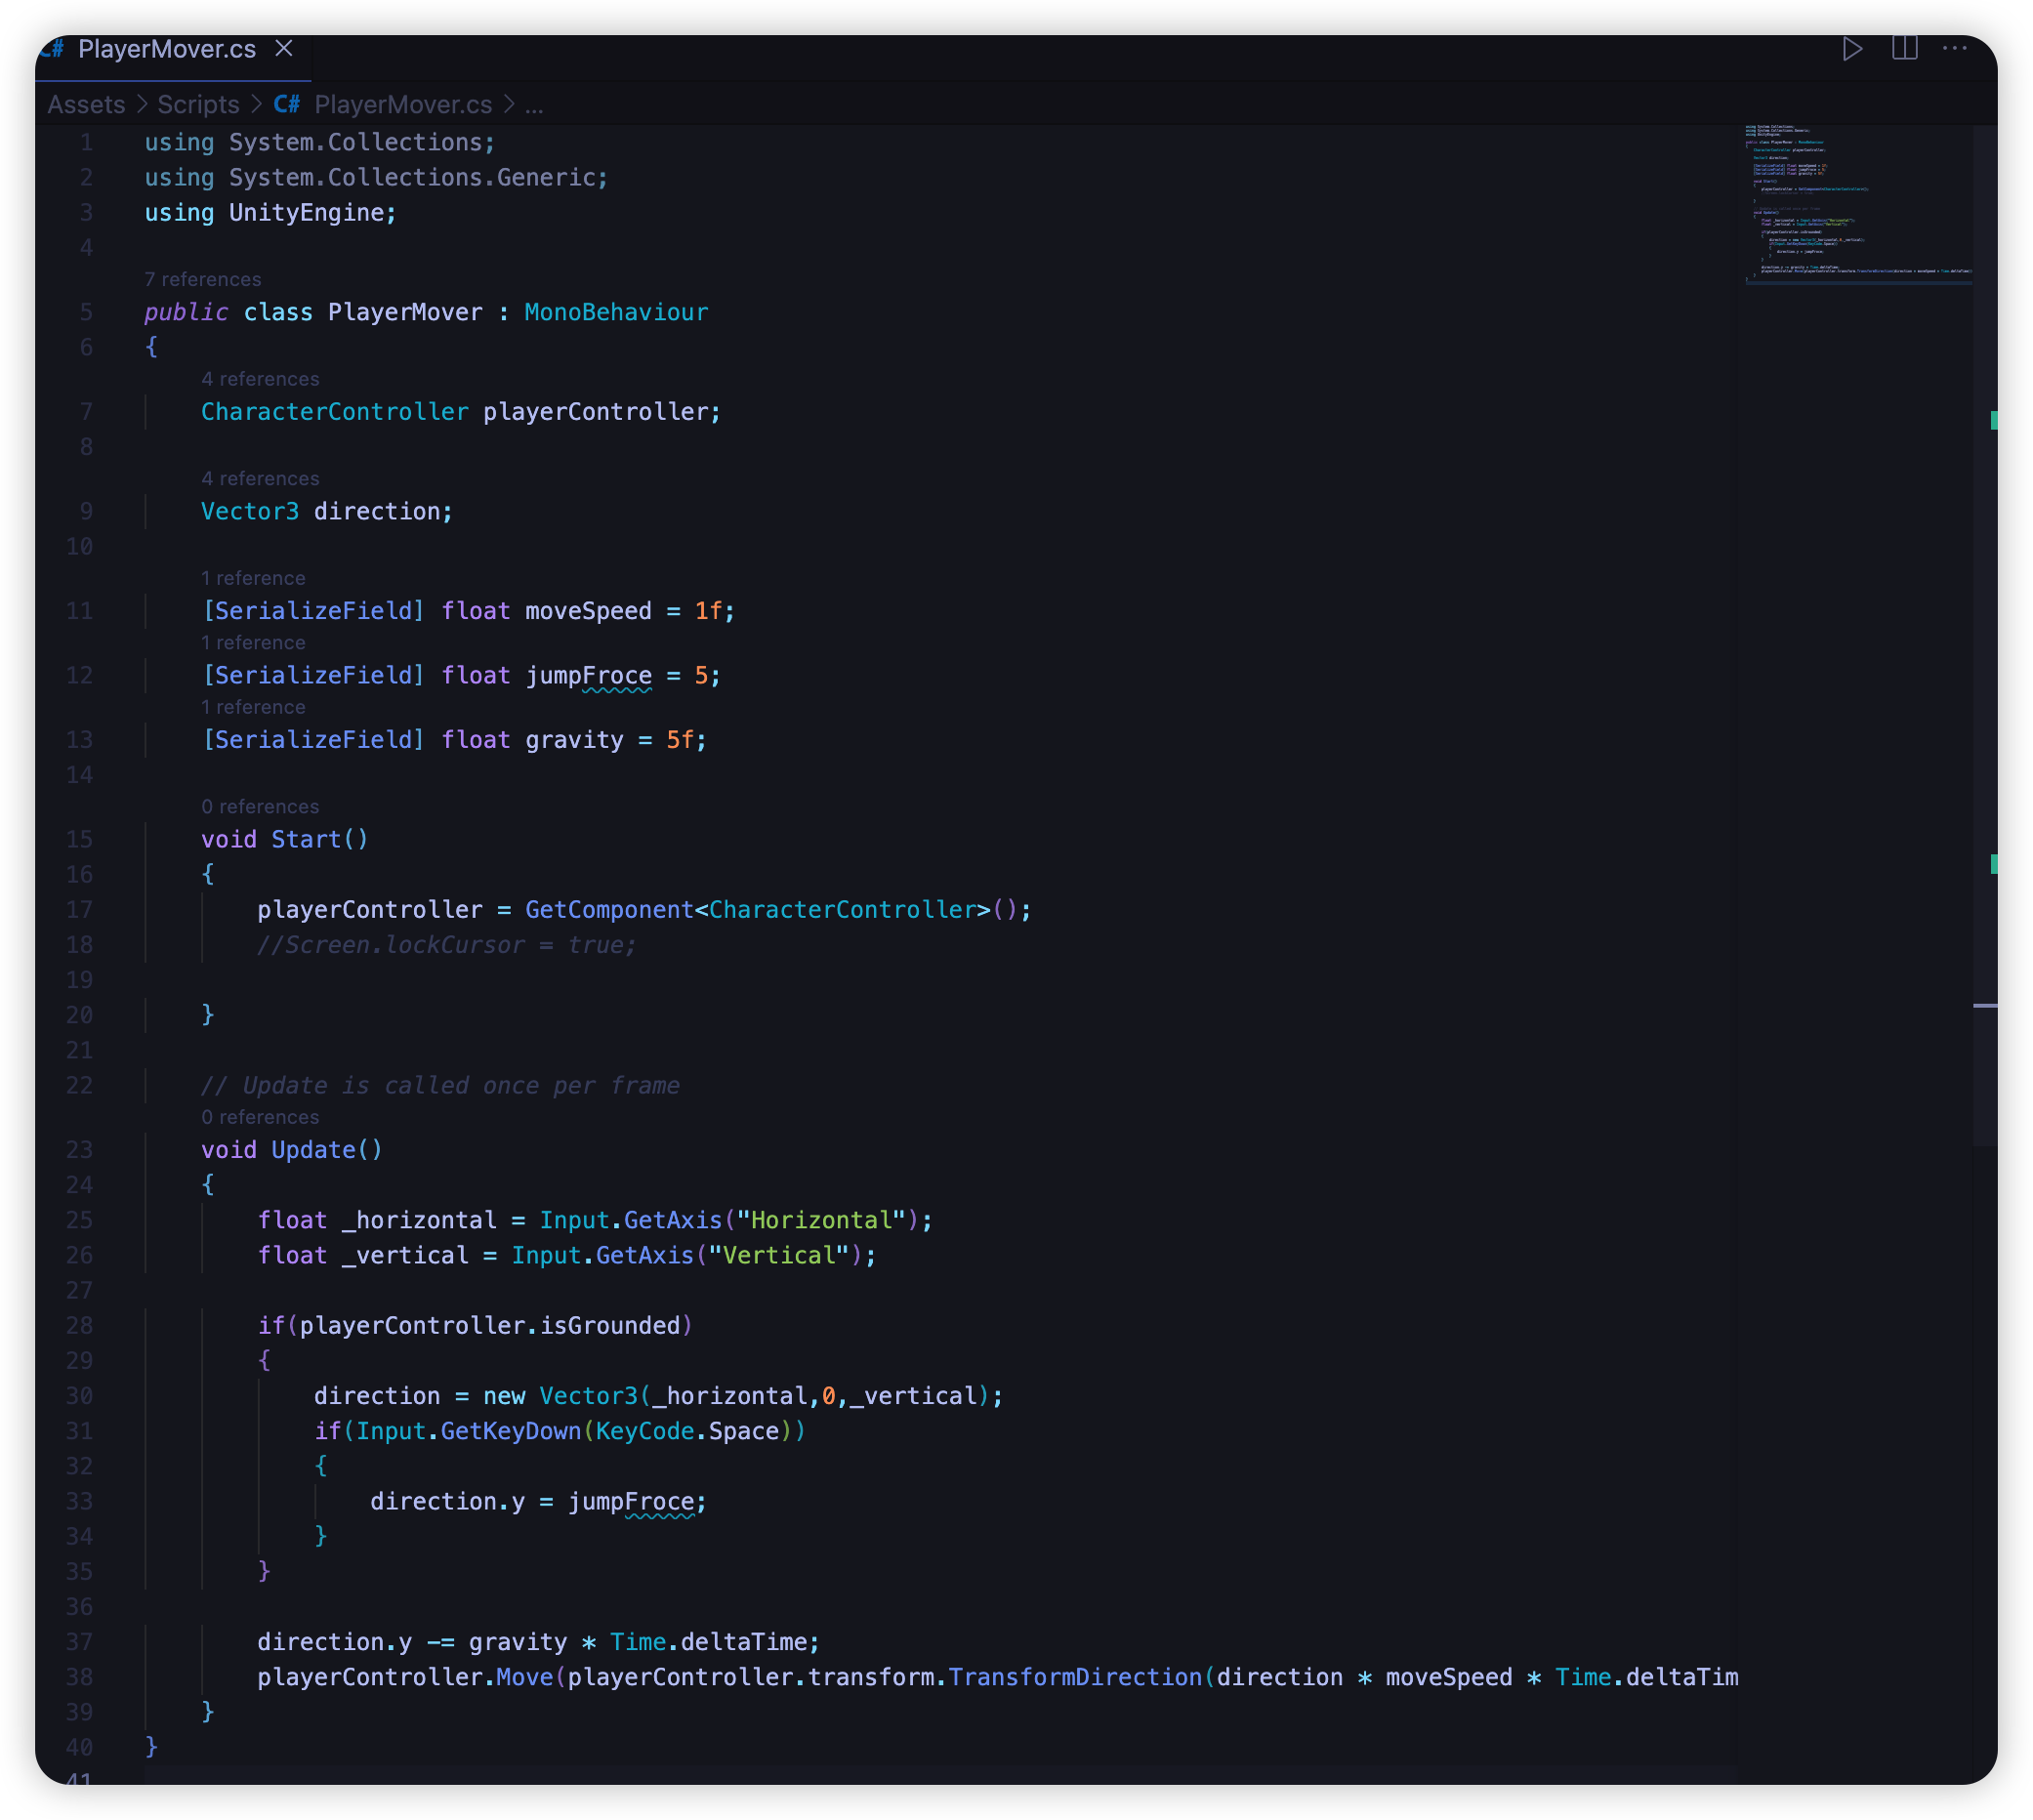 C# PlayerMover.cs
Assets > Scripts > C# PlayerMover.cs > ...
1 using System.Collections;
2 using System.Collections.Generic;
3 using UnityEngine;
4
7 references
5 public class PlayerMover : MonoBehaviour
6 {
4 references
7 CharacterController playerController;
8
4 references
9 Vector3 direction;
10
1 reference
11 [SerializeField] float moveSpeed = 1f;
1 reference
12 [SerializeField] float jumpFroce = 5;
1 reference
13 [SerializeField] float gravity = 5f;
14
0 references
15 void Start()
16 {
17 playerController = GetComponent<CharacterController>();
18 //Screen.lockCursor = true;
19
20 }
21
22 // Update is called once per frame
0 references
23 void Update()
24 {
25 float _horizontal = Input.GetAxis("Horizontal");
26 float _vertical = Input.GetAxis("Vertical");
27
28 if(playerController.isGrounded)
29 {
30 direction = new Vector3(_horizontal,0,_vertical);
31 if(Input.GetKeyDown(KeyCode.Space))
32 {
33 direction.y = jumpFroce;
34 }
35 }
36
37 direction.y -= gravity * Time.deltaTime;
38 playerController.Move(playerController.transform.TransformDirection(direction * moveSpeed * Time.deltaTim
39 }
40 }
41